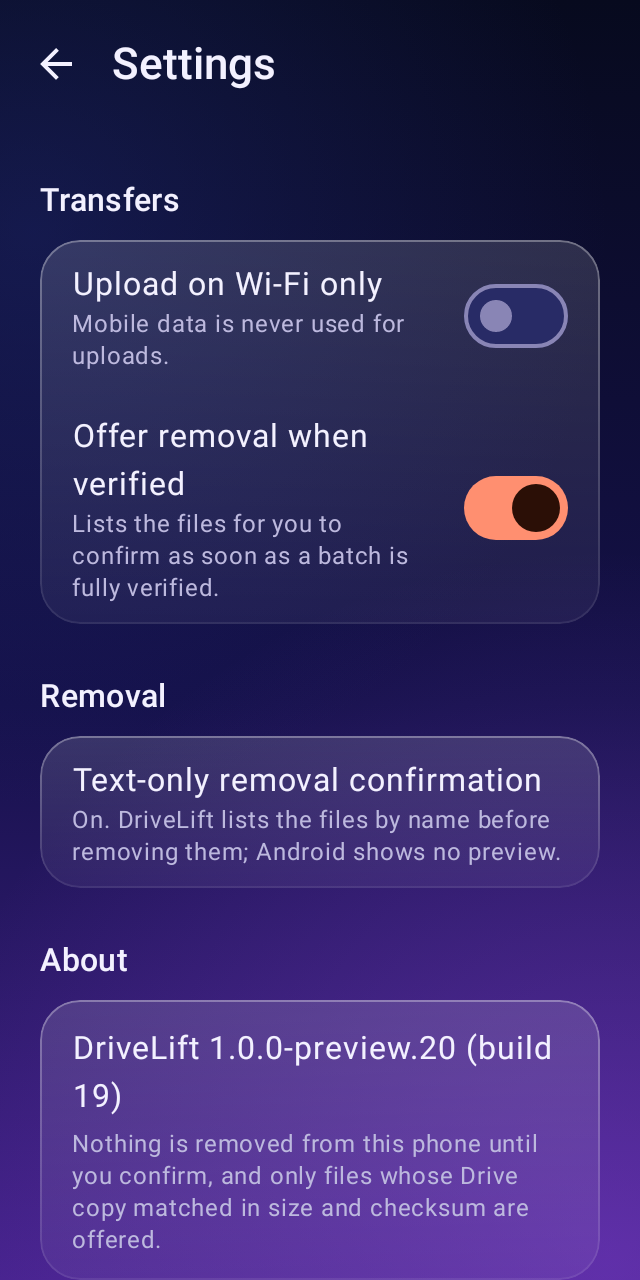 Settings
Transfers
Upload on Wi-Fi only
Mobile data is never used for
uploads.
Offer removal when
verified
Lists the files for you to
confirm as soon as a batch is
fully verified.
Removal
Text-only removal confirmation
On. DriveLift lists the files by name before
removing them; Android shows no preview.
About
DriveLift 1.0.0-preview.20 (build
19)
Nothing is removed from this phone until
you confirm, and only files whose Drive
copy matched in size and checksum are
offered.